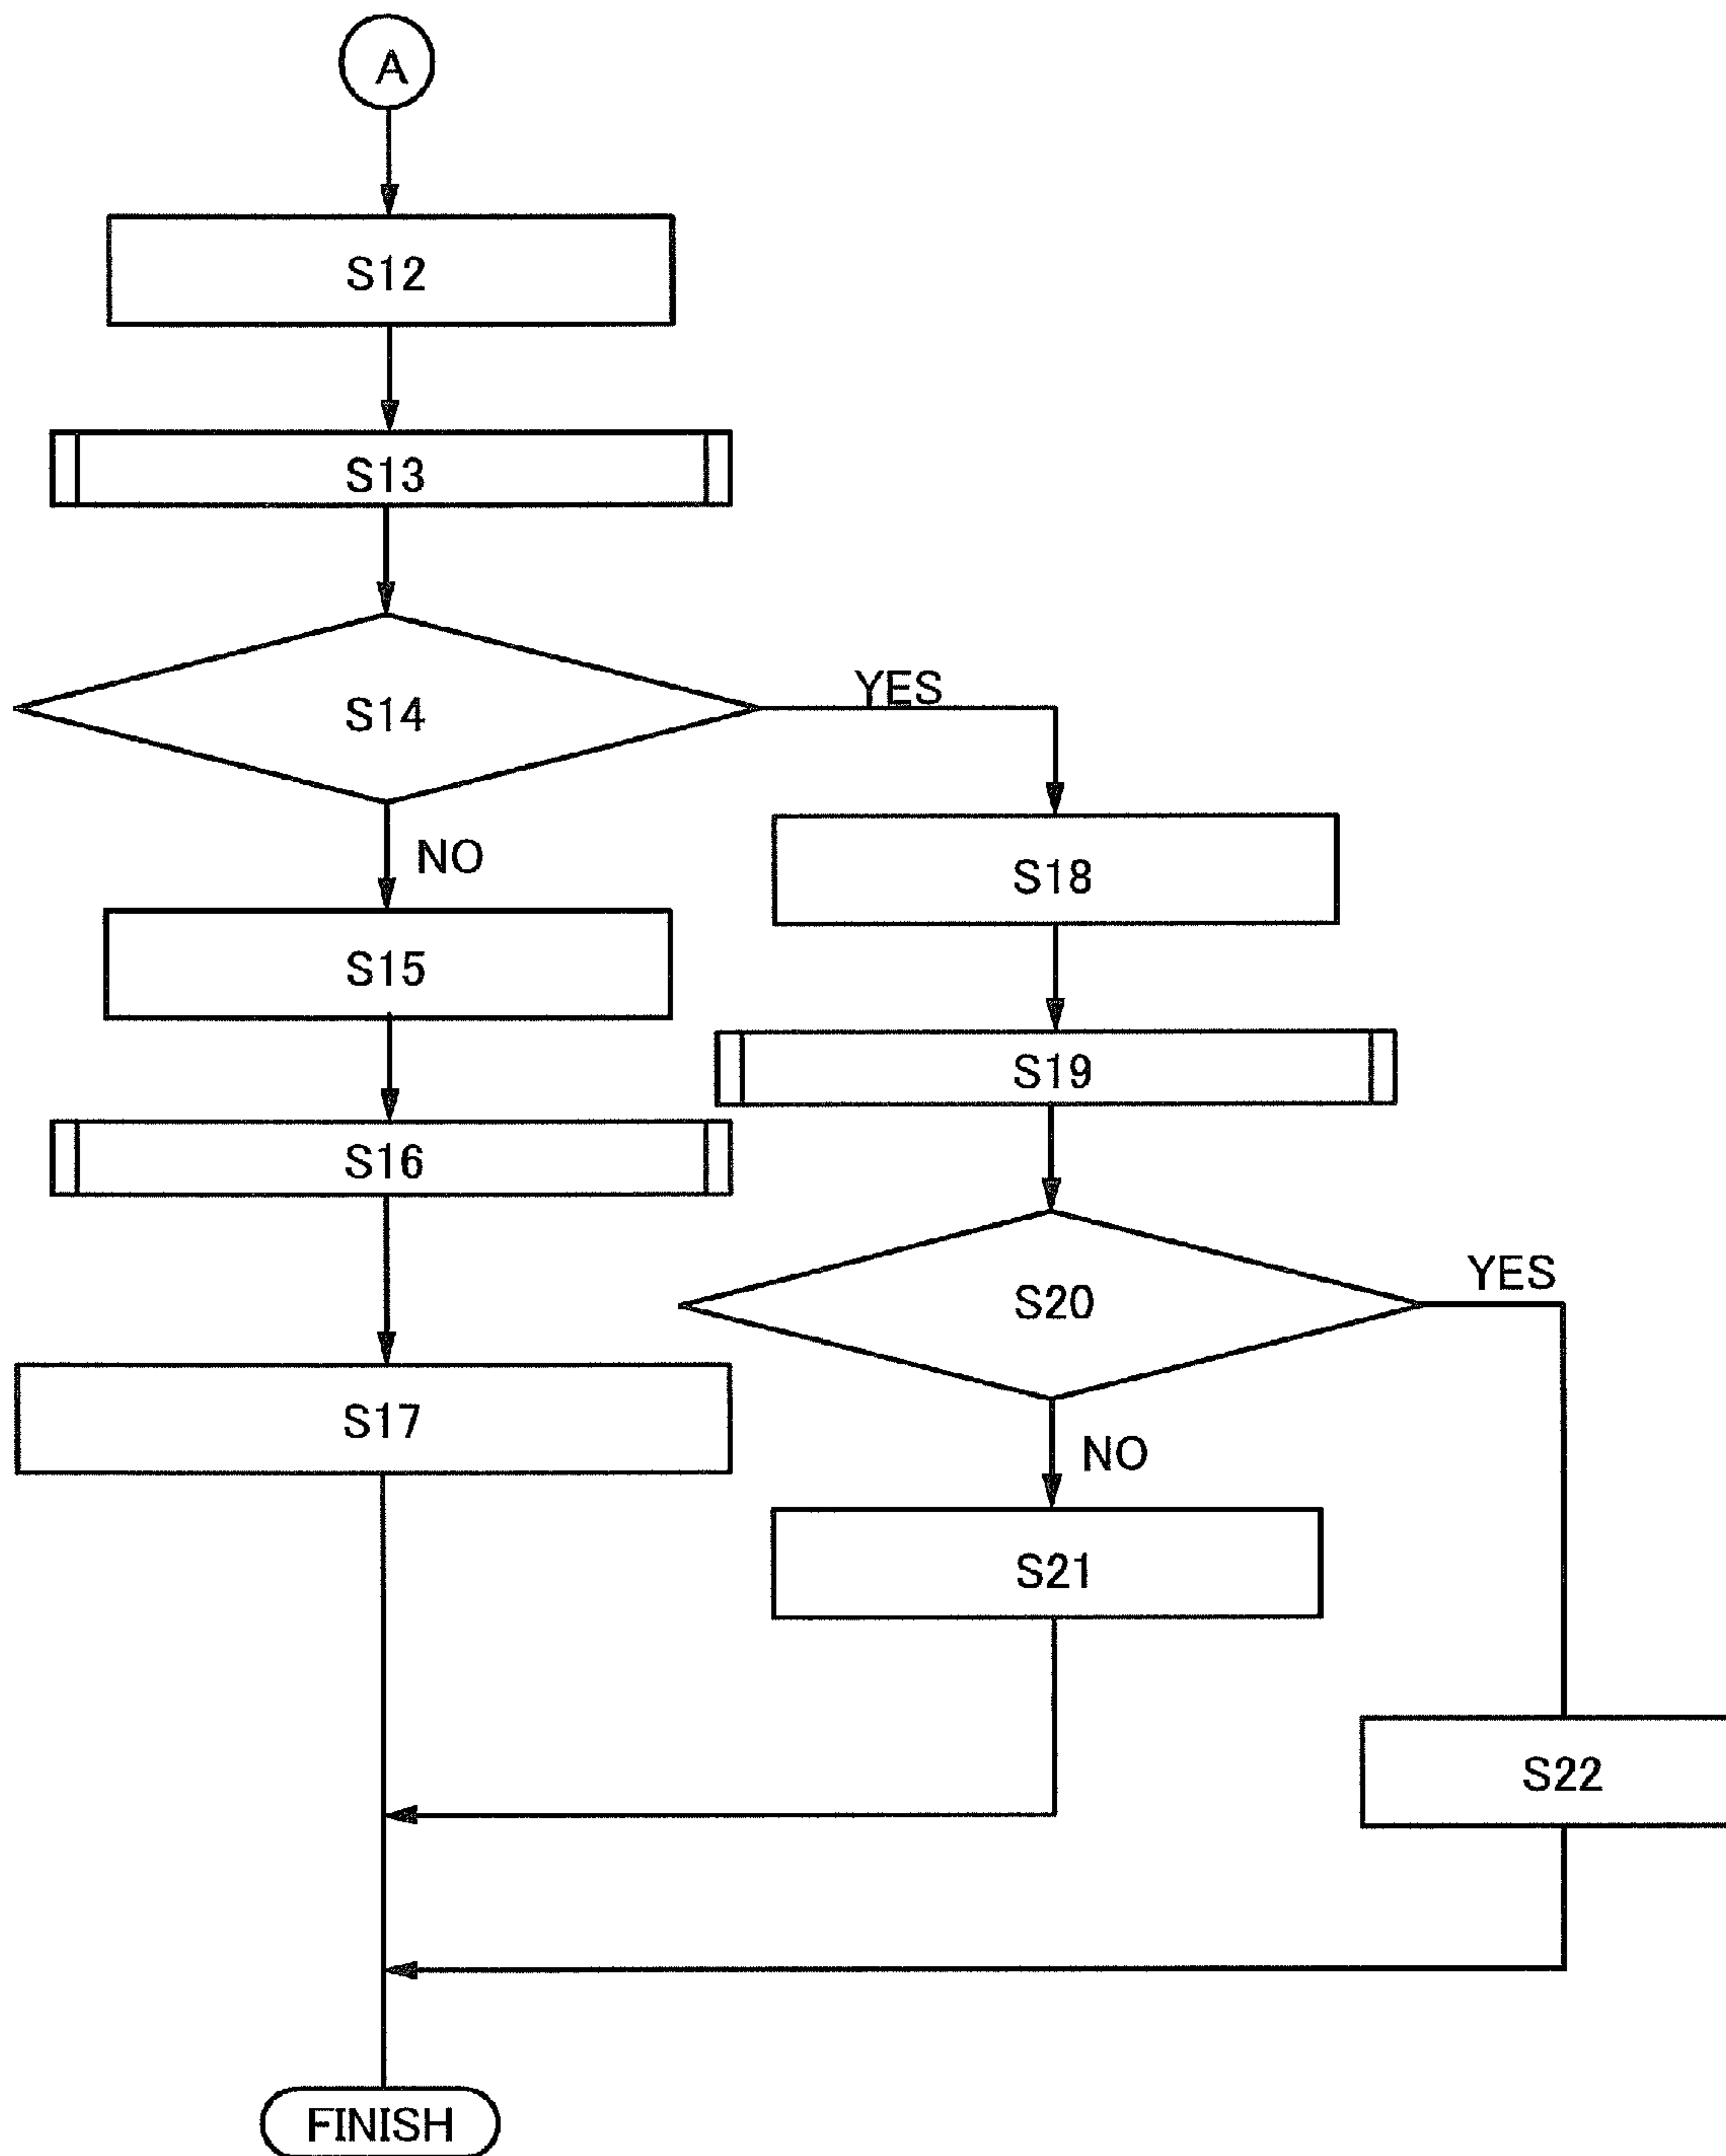 A
S12
S13
S14
YES
NO
S18
S15
S19
S16
S20
YES
S17
NO
S21
S22
FINISH